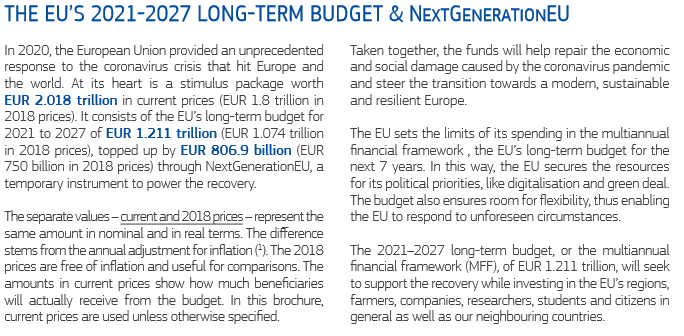 THE EU'S 2021-2027 LONG-TERM BUDGET & NEXTGENERATIONEU
In 2020, the European Union provided an unprecedented
response to the coronavirus crisis that hit Europe and
the world. At its heart is a stimulus package worth
EUR 2.018 trillion in current prices (EUR 1.8 trillion in
2018 prices). It consists of the EU's long-term budget for
2021 to 2027 of EUR 1.211 trillion (EUR 1.074 trillion
in 2018 prices), topped up by EUR 806.9 billion (EUR
750 billion in 2018 prices) through NextGenerationEU, a
temporary instrument to power the recovery.
The separate values – current and 2018 prices – represent the
same amount in nominal and in real terms. The difference
stems from the annual adjustment for inflation (¹). The 2018
prices are free of inflation and useful for comparisons. The
amounts in current prices show how much beneficiaries
will actually receive from the budget. In this brochure,
current prices are used unless otherwise specified.
Taken together, the funds will help repair the economic
and social damage caused by the coronavirus pandemic
and steer the transition towards a modern, sustainable
and resilient Europe.
The EU sets the limits of its spending in the multiannual
financial framework , the EU's long-term budget for the
next 7 years. In this way, the EU secures the resources
for its political priorities, like digitalisation and green deal.
The budget also ensures room for flexibility, thus enabling
the EU to respond to unforeseen circumstances.
The 2021–2027 long-term budget, or the multiannual
financial framework (MFF), of EUR 1.211 trillion, will seek
to support the recovery while investing in the EU's regions,
farmers, companies, researchers, students and citizens in
general as well as our neighbouring countries.